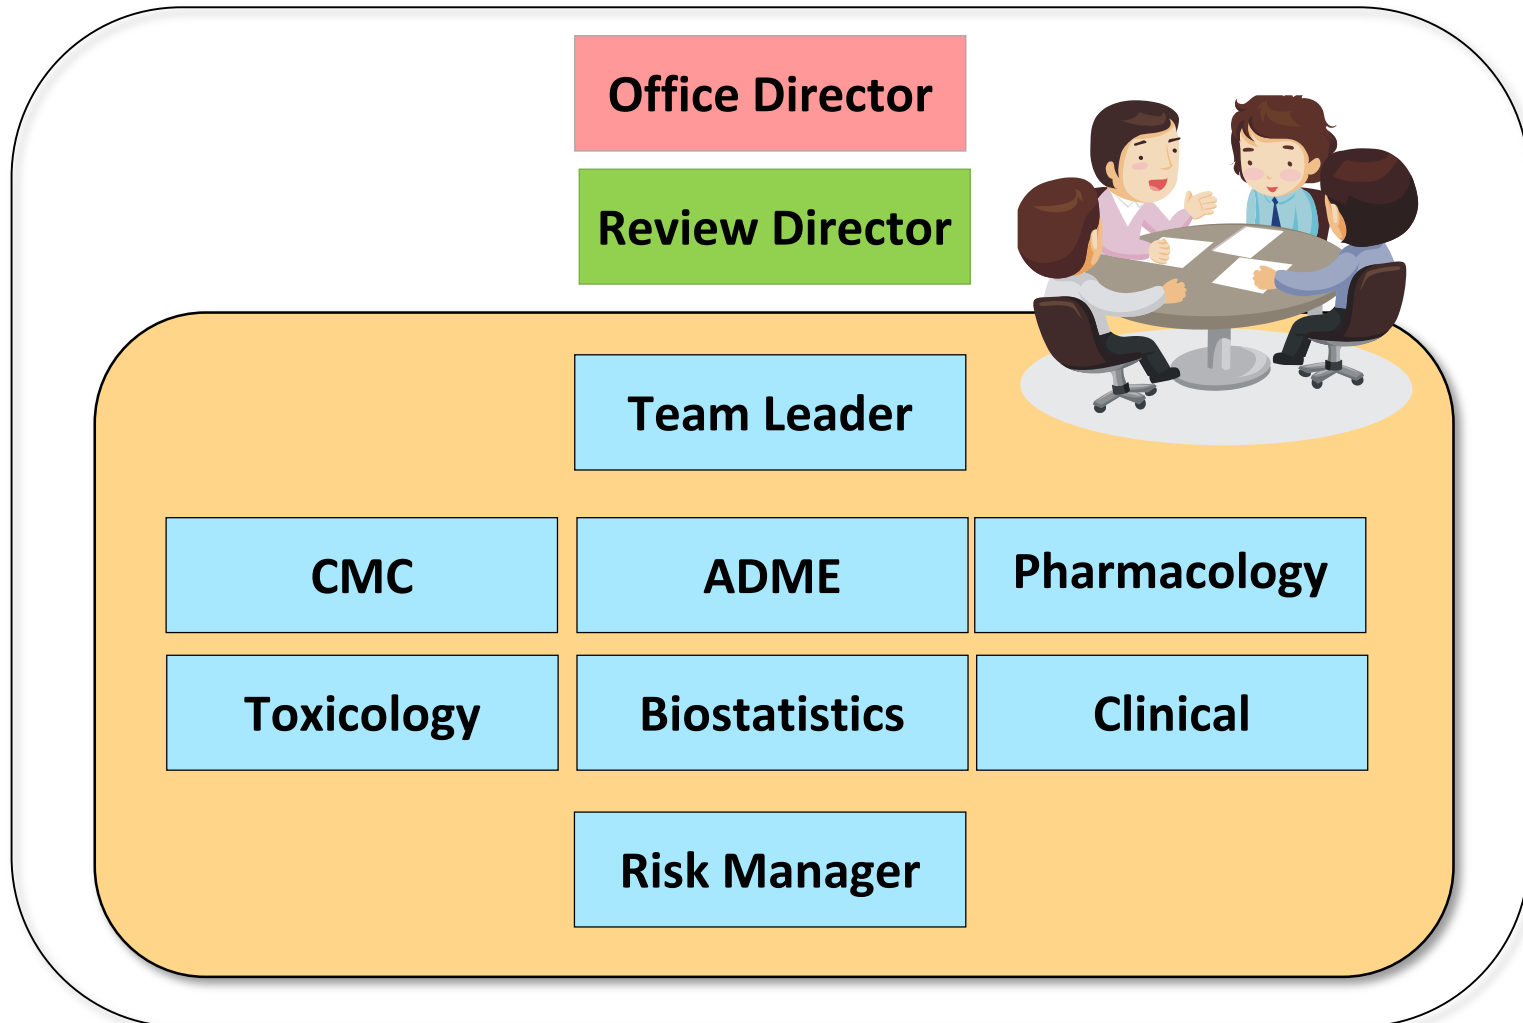 Office Director
Review Director
Team Leader
CMC
ADME
Pharmacology
Toxicology
Biostatistics
Clinical
Risk Manager